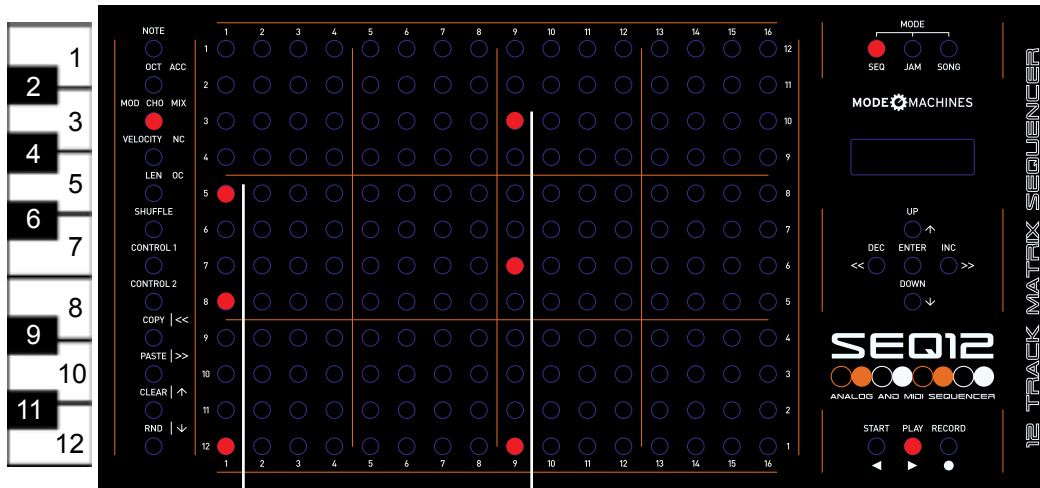 1
2
3
4
5
6
7
8
9
10
11
12
NOTE
OCT ACC
MOD CHO MIX
VELOCITY NC
LEN OC
SHUFFLE
CONTROL 1
CONTROL 2
COPY | <<
PASTE | >>
CLEAR | ↑
RND | ↓
1 2 3 4 5 6 7 8 9 10 11 12 13 14 15 16
1 12
2 11
3 10
4 9
5 8
6 7
7 6
8 5
9 4
10 3
11 2
12 1
1 2 3 4 5 6 7 8 9 10 11 12 13 14 15 16
MODE
SEQ JAM SONG
MODE MACHINES
UP
↑
DEC ENTER INC
<< >>
DOWN
↓
SEQ12
ANALOG AND MIDI SEQUENCER
START PLAY RECORD
12 TRACK MATRIX SEQUENCER